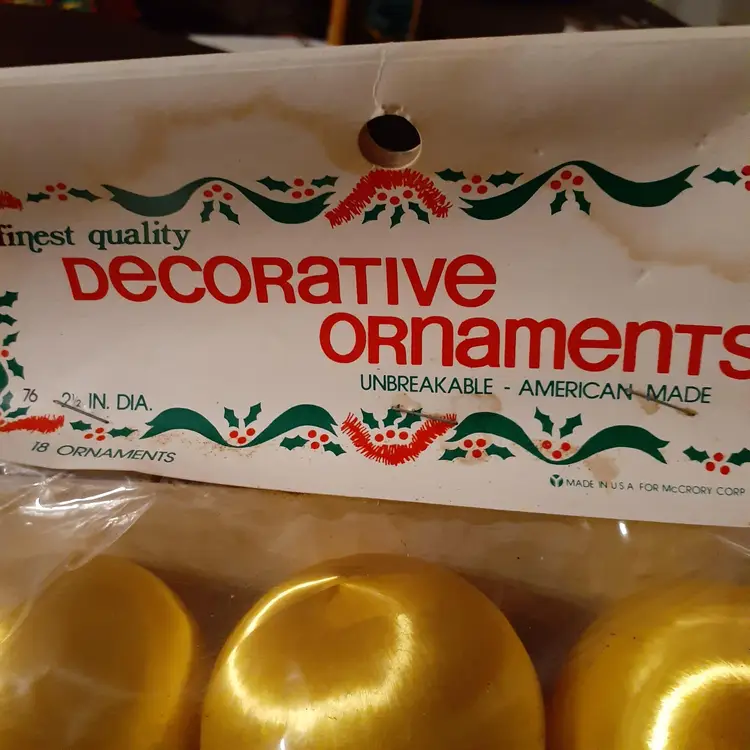 finest quality
DECORATIVE
ORNAMENTS
UNBREAKABLE - AMERICAN MADE
76 2½ IN. DIA.
18 ORNAMENTS
MADE IN U.S.A. FOR McCRORY CORP